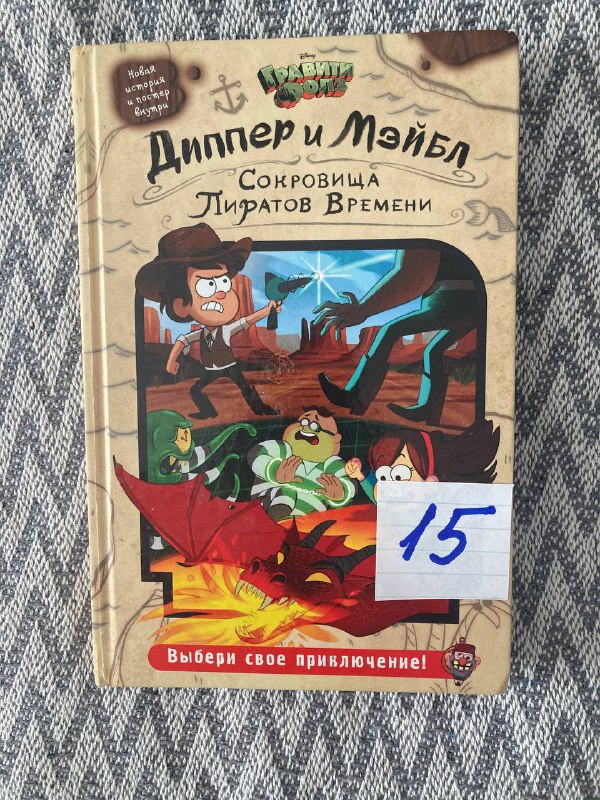 Новая
история
и постер
внутри
Disney
ГРАВИТИ
ФОЛЗ
Диппер и Мэйбл
Сокровища
Пиратов Времени
15
Выбери свое приключение!